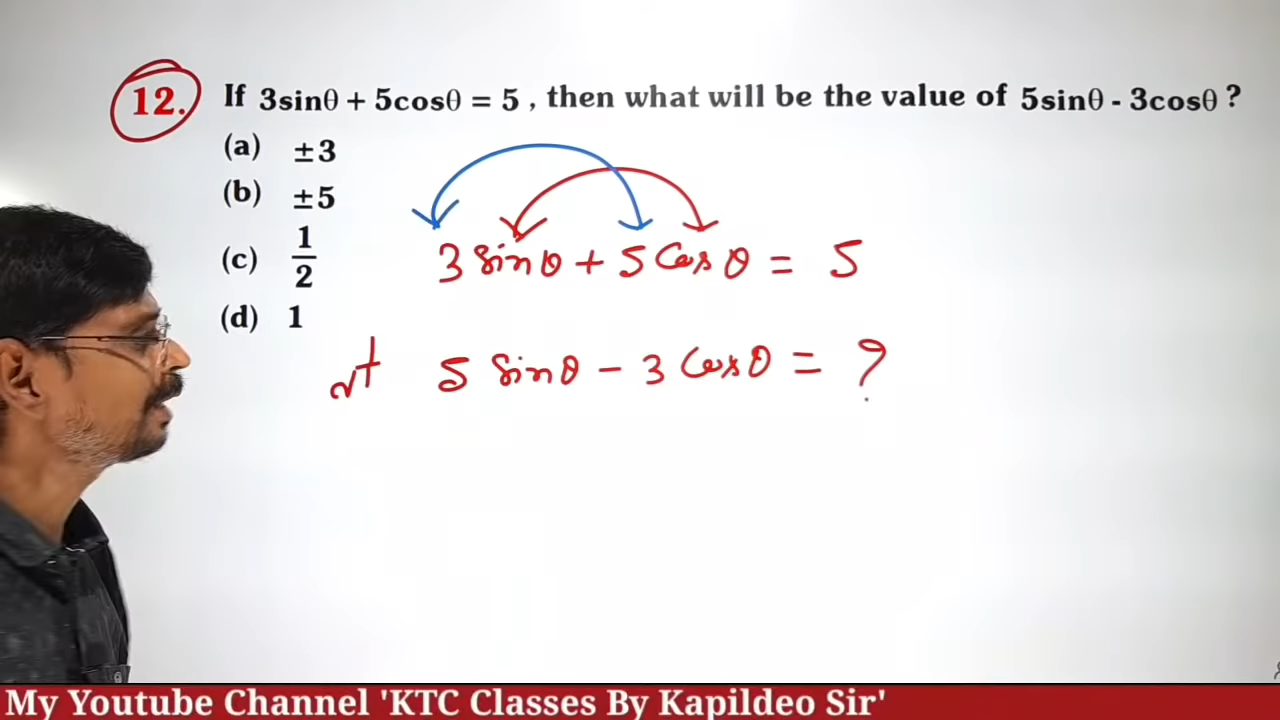 12. If 3sinθ + 5cosθ = 5 , then what will be the value of 5sinθ - 3cosθ ?
(a) ±3
(b) ±5
(c) 1/2
(d) 1
3 sinθ + 5 cosθ = 5
5 sinθ - 3 cosθ = ?
My Youtube Channel 'KTC Classes By Kapildeo Sir'